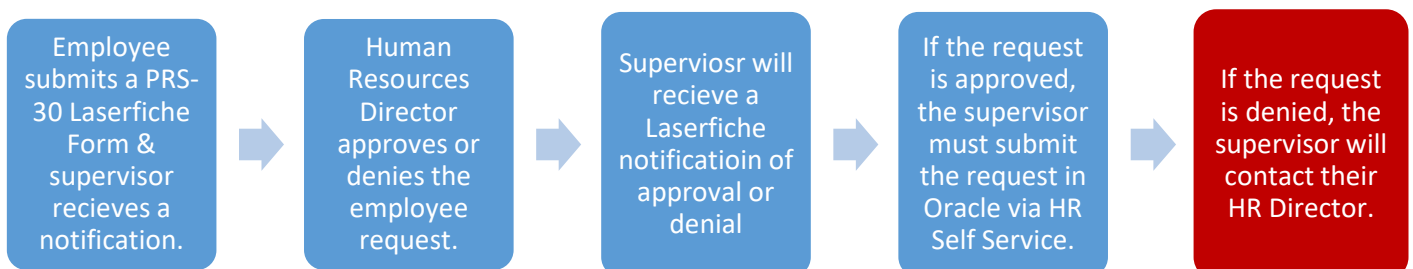 Employee
submits a PRS-
30 Laserfiche
Form &
supervisor
recieves a
notification.
Human
Resources
Director
approves or
denies the
employee
request.
Superviosr will
recieve a
Laserfiche
notificatioin of
approval or
denial
If the request
is approved,
the supervisor
must submit
the request in
Oracle via HR
Self Service.
If the request
is denied, the
supervisor will
contact their
HR Director.